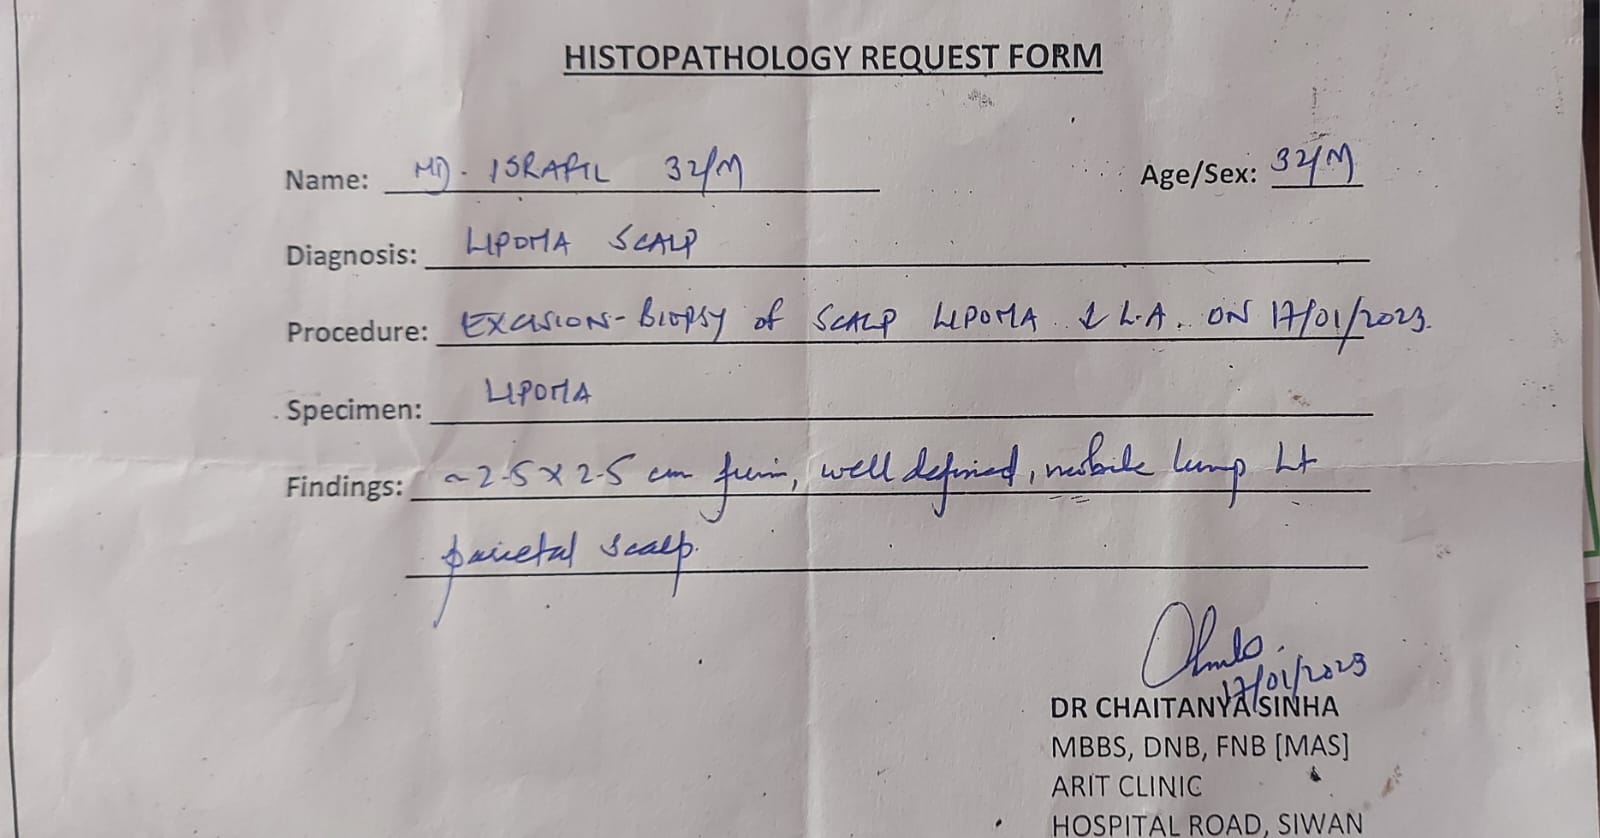 HISTOPATHOLOGY REQUEST FORM
Name: MD. ISRAFIL 32/M Age/Sex: 32/M
Diagnosis: LIPOMA SCALP
Procedure: EXCISION-BIOPSY of SCALP LIPOMA L.A. ON 17/01/2023.
Specimen: LIPOMA
Findings: ~2.5 x 2.5 cm firm, well defined, mobile lump Lt
parietal scalp.
17/01/2023
DR CHAITANYA SINHA
MBBS, DNB, FNB [MAS]
ARIT CLINIC
HOSPITAL ROAD, SIWAN